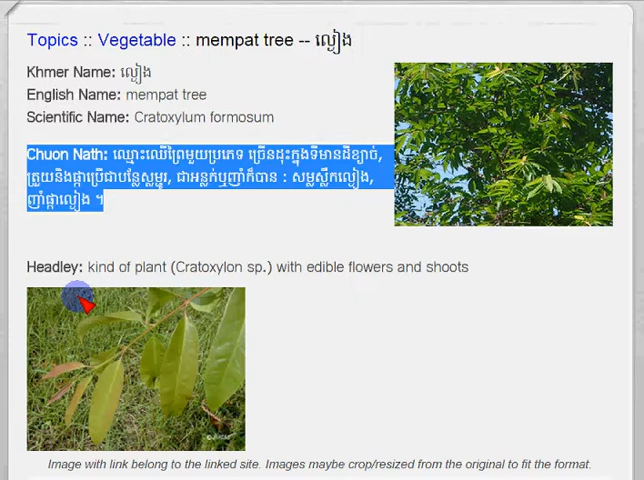 Topics :: Vegetable :: mempat tree -- ល្ងៀង
Khmer Name: ល្ងៀង
English Name: mempat tree
Scientific Name: Cratoxylum formosum
Chuon Nath: ឈ្មោះឈើព្រៃមួយប្រភេទ ច្រើនដុះក្នុងទីមានដីខ្សាច់,
ត្រួយនិងផ្កាប្រើជាបន្លែស្លម្ជូរ, ជាអន្លក់ឬញាំក៏បាន : សម្លស្លឹកល្ងៀង,
ញាំផ្កាល្ងៀង ។
Headley: kind of plant (Cratoxylon sp.) with edible flowers and shoots
Image with link belong to the linked site. Images maybe crop/resized from the original to fit the format.